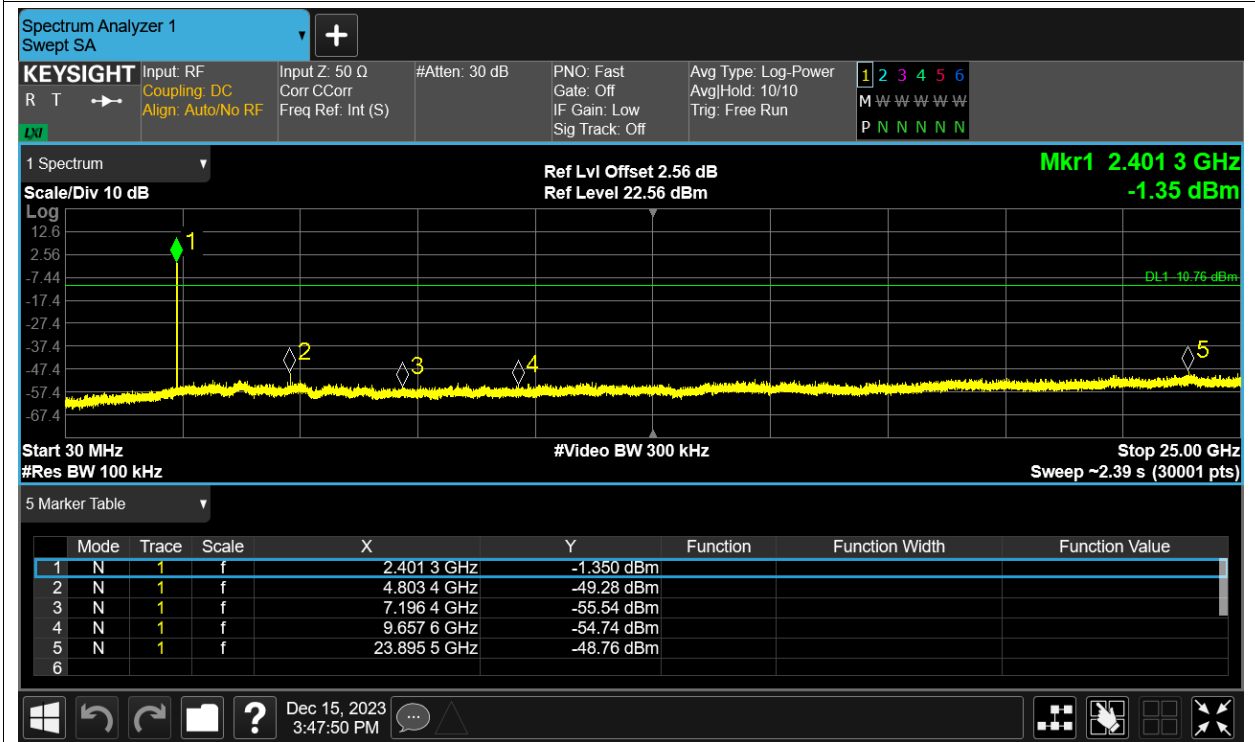 Spectrum Analyzer 1
Swept SA
+
KEYSIGHT
R T
LXI
Input: RF
Coupling: DC
Align: Auto/No RF
Input Z: 50 Ω
Corr CCorr
Freq Ref: Int (S)
#Atten: 30 dB
PNO: Fast
Gate: Off
IF Gain: Low
Sig Track: Off
Avg Type: Log-Power
Avg|Hold: 10/10
Trig: Free Run
1 2 3 4 5 6
M W W W W W
P N N N N N
1 Spectrum
Scale/Div 10 dB
Ref Lvl Offset 2.56 dB
Ref Level 22.56 dBm
Mkr1 2.401 3 GHz
-1.35 dBm
Log
12.6
2.56
-7.44
-17.4
-27.4
-37.4
-47.4
-57.4
-67.4
1
2
3
4
5
DL1 -10.76 dBm
Start 30 MHz
#Video BW 300 kHz
Stop 25.00 GHz
#Res BW 100 kHz
Sweep ~2.39 s (30001 pts)
5 Marker Table
Mode Trace Scale X Y Function Function Width Function Value
1 N 1 f 2.401 3 GHz -1.350 dBm
2 N 1 f 4.803 4 GHz -49.28 dBm
3 N 1 f 7.196 4 GHz -55.54 dBm
4 N 1 f 9.657 6 GHz -54.74 dBm
5 N 1 f 23.895 5 GHz -48.76 dBm
6
?
Dec 15, 2023
3:47:50 PM